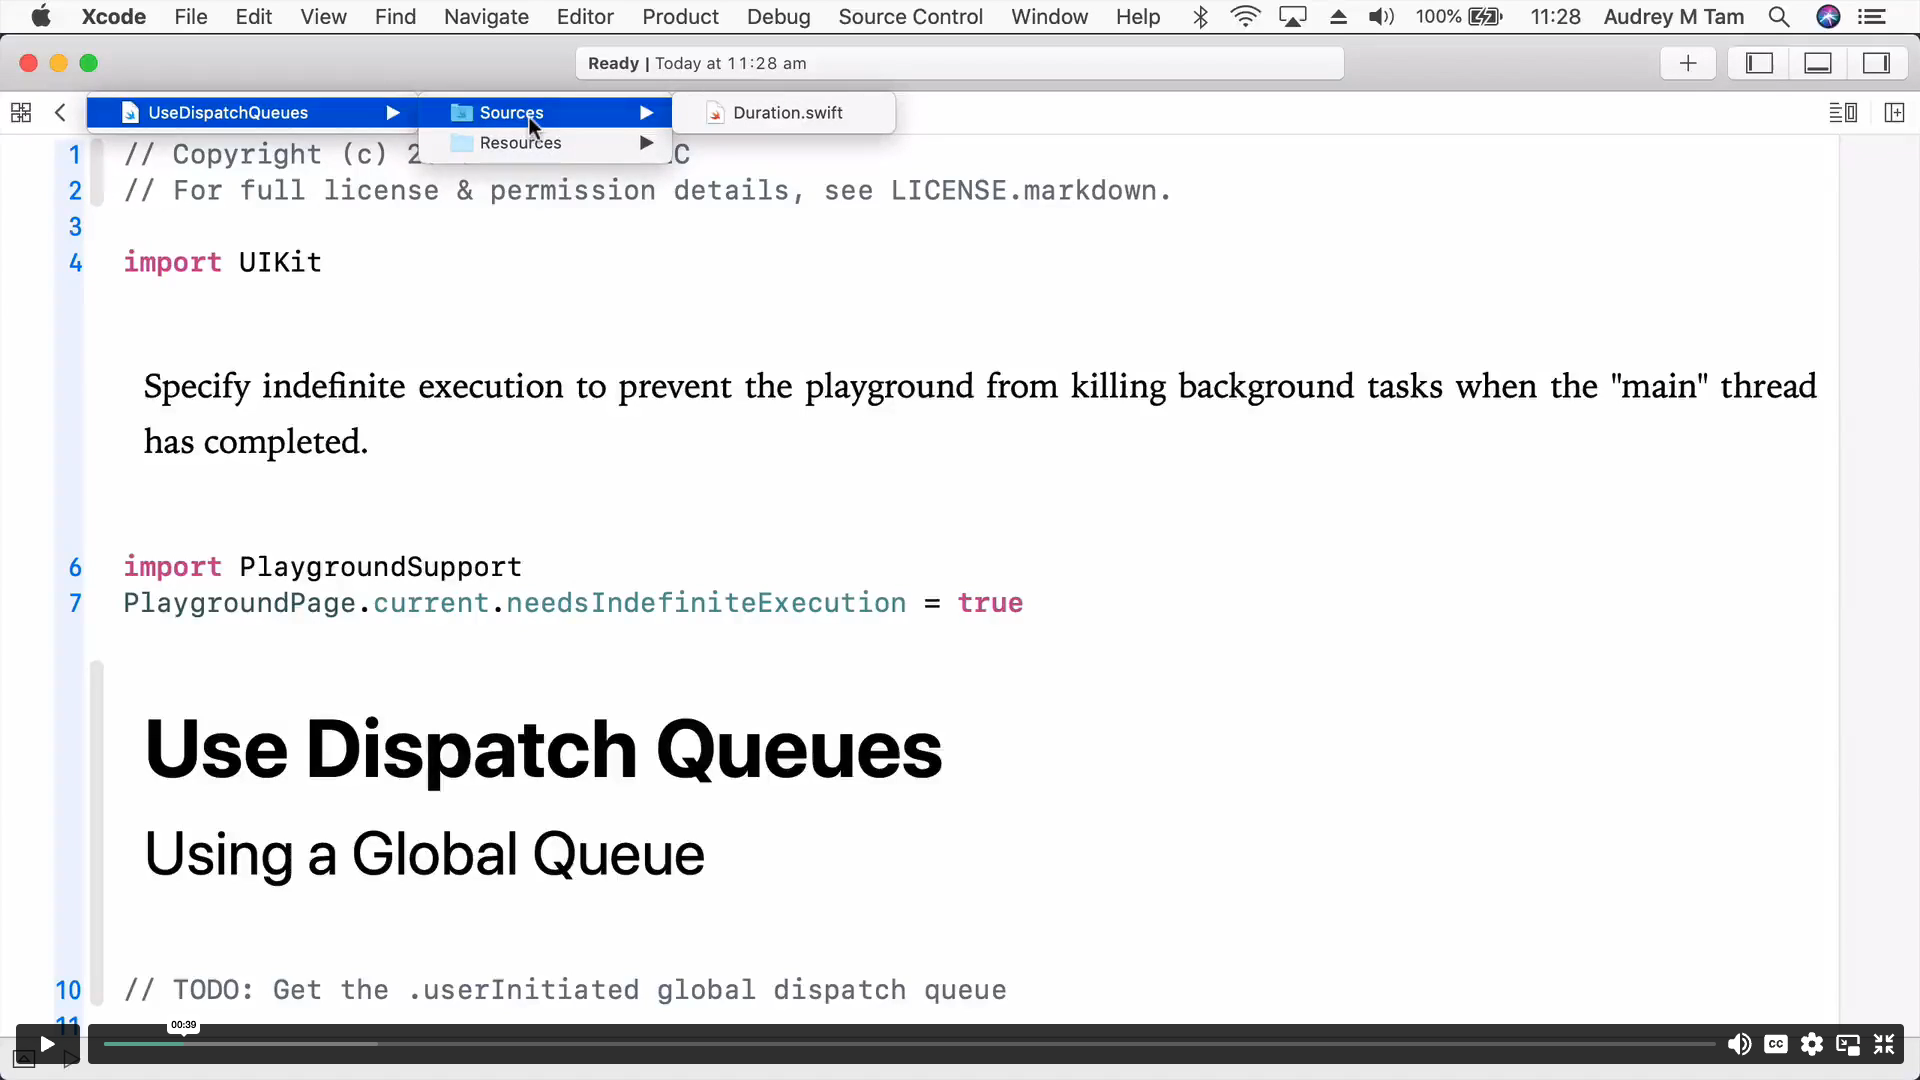 Xcode File Edit View Find Navigate Editor Product Debug Source Control Window Help 100% 11:28 Audrey M Tam
Ready | Today at 11:28 am
UseDispatchQueues Sources Duration.swift
Resources
1 // Copyright (c) 2 C
2 // For full license & permission details, see LICENSE.markdown.
3
4 import UIKit
Specify indefinite execution to prevent the playground from killing background tasks when the "main" thread
has completed.
6 import PlaygroundSupport
7 PlaygroundPage.current.needsIndefiniteExecution = true
Use Dispatch Queues
Using a Global Queue
10 // TODO: Get the .userInitiated global dispatch queue
11
00:39
CC